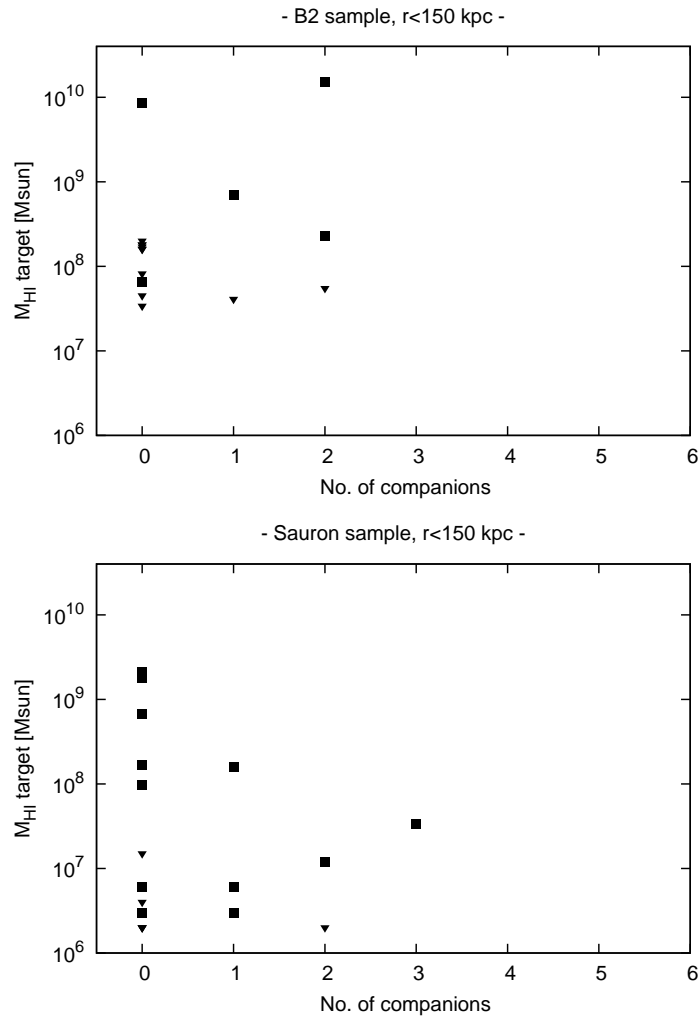 - B2 sample, r<150 kpc -
10^10
10^9
10^8
10^7
10^6
M_HI target [Msun]
0 1 2 3 4 5 6
No. of companions
- Sauron sample, r<150 kpc -
10^10
10^9
10^8
10^7
10^6
M_HI target [Msun]
0 1 2 3 4 5 6
No. of companions